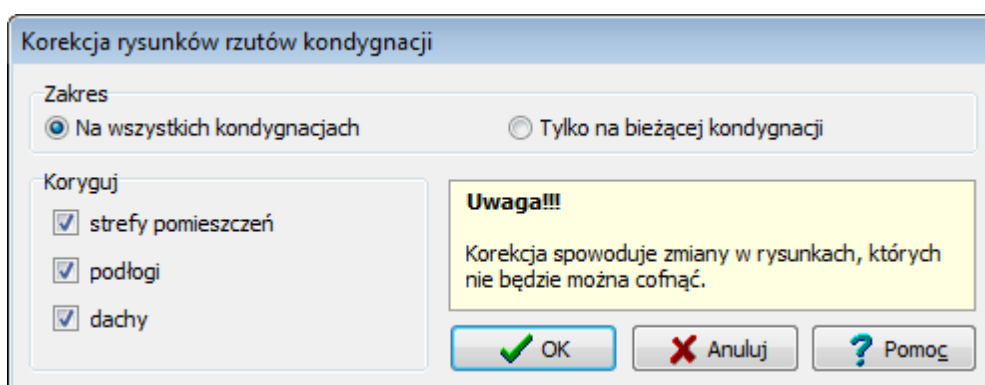 Korekcja rysunków rzutów kondygnacji
Zakres
Na wszystkich kondygnacjach
Tylko na bieżącej kondygnacji
Koryguj
strefy pomieszczeń
podłogi
dachy
Uwaga!!!
Korekcja spowoduje zmiany w rysunkach, których
nie będzie można cofnąć.
OK
Anuluj
Pomoc